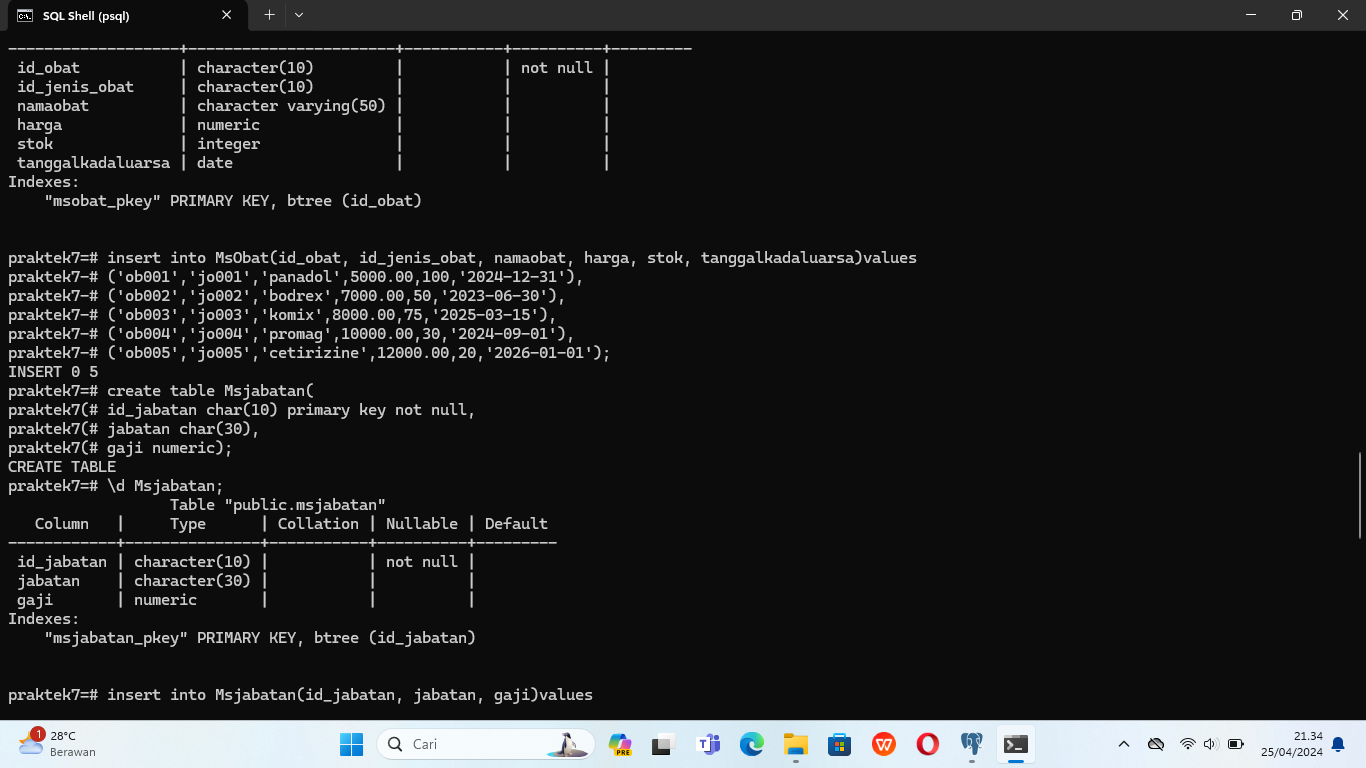 SQL Shell (psql)
-------------------+-----------------------+-----------+----------+---------
id_obat | character(10) | | not null |
id_jenis_obat | character(10) | | |
namaobat | character varying(50) | | |
harga | numeric | | |
stok | integer | | |
tanggalkadaluarsa | date | | |
Indexes:
"msobat_pkey" PRIMARY KEY, btree (id_obat)
praktek7=# insert into MsObat(id_obat, id_jenis_obat, namaobat, harga, stok, tanggalkadaluarsa)values
praktek7-# ('ob001','jo001','panadol',5000.00,100,'2024-12-31'),
praktek7-# ('ob002','jo002','bodrex',7000.00,50,'2023-06-30'),
praktek7-# ('ob003','jo003','komix',8000.00,75,'2025-03-15'),
praktek7-# ('ob004','jo004','promag',10000.00,30,'2024-09-01'),
praktek7-# ('ob005','jo005','cetirizine',12000.00,20,'2026-01-01');
INSERT 0 5
praktek7=# create table Msjabatan(
praktek7(# id_jabatan char(10) primary key not null,
praktek7(# jabatan char(30),
praktek7(# gaji numeric);
CREATE TABLE
praktek7=# \d Msjabatan;
Table "public.msjabatan"
Column | Type | Collation | Nullable | Default
------------+---------------+-----------+----------+---------
id_jabatan | character(10) | | not null |
jabatan | character(30) | | |
gaji | numeric | | |
Indexes:
"msjabatan_pkey" PRIMARY KEY, btree (id_jabatan)
praktek7=# insert into Msjabatan(id_jabatan, jabatan, gaji)values
1
28°C
Berawan
Cari
PRE
21.34
25/04/2024